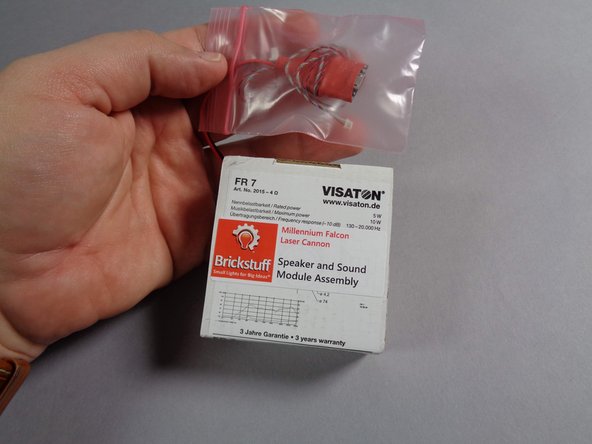 FR 7
Art. No. 2015 – 4 Ω
VISATON®
www.visaton.de
Nennbelastbarkeit / Rated power 5 W
Musikbelastbarkeit / Maximum power 10 W
Übertragungsbereich / Frequency response (–10 dB) 130 – 20.000 Hz
Millennium Falcon
Laser Cannon
Brickstuff
Small Lights for Big Ideas™
Speaker and Sound
Module Assembly
3 Jahre Garantie • 3 years warranty